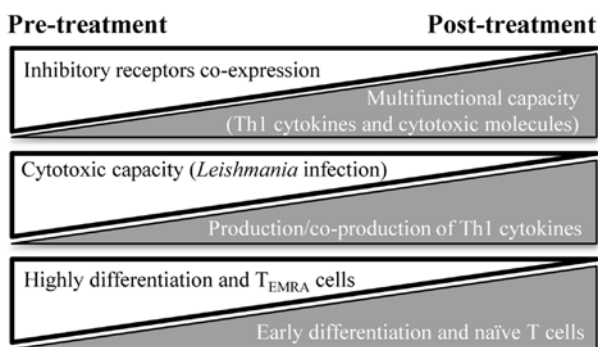 Pre-treatment Post-treatment
Inhibitory receptors co-expression
Multifunctional capacity
(Th1 cytokines and cytotoxic molecules)
Cytotoxic capacity (Leishmania infection)
Production/co-production of Th1 cytokines
Highly differentiation and TEMRA cells
Early differentiation and naïve T cells